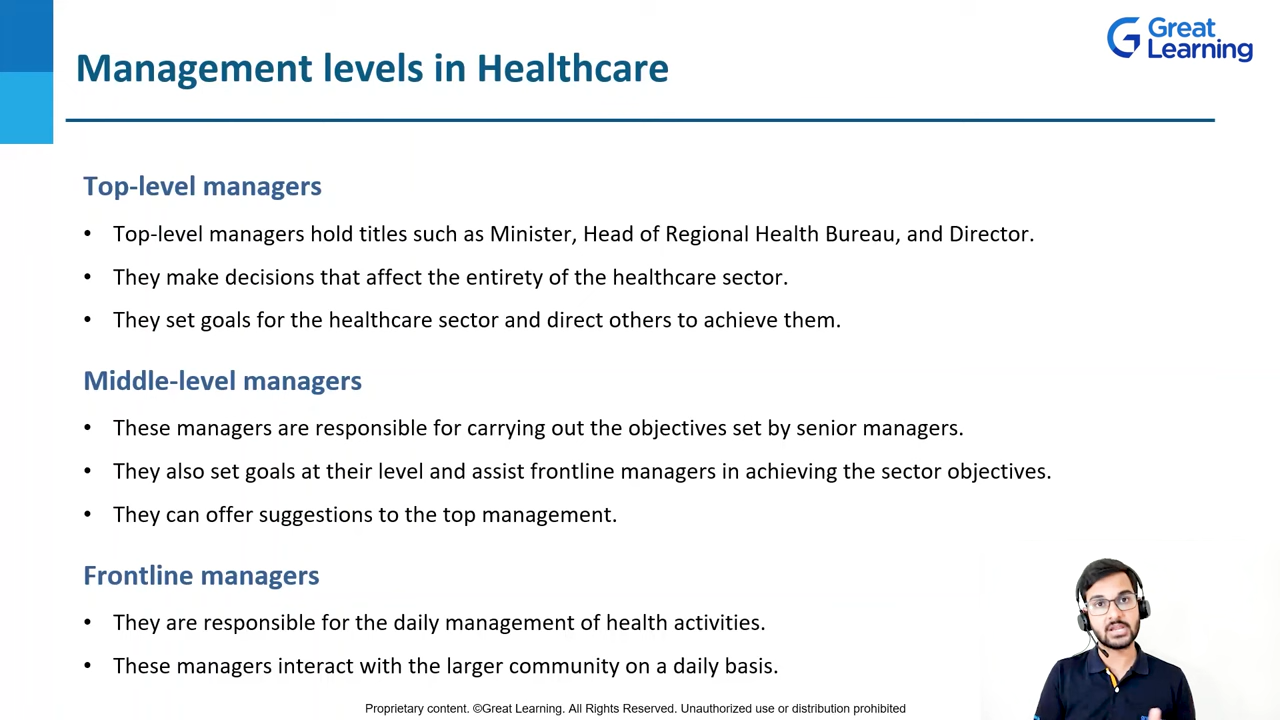 Great
Learning
Management levels in Healthcare
Top-level managers
• Top-level managers hold titles such as Minister, Head of Regional Health Bureau, and Director.
• They make decisions that affect the entirety of the healthcare sector.
• They set goals for the healthcare sector and direct others to achieve them.
Middle-level managers
• These managers are responsible for carrying out the objectives set by senior managers.
• They also set goals at their level and assist frontline managers in achieving the sector objectives.
• They can offer suggestions to the top management.
Frontline managers
• They are responsible for the daily management of health activities.
• These managers interact with the larger community on a daily basis.
Proprietary content. ©Great Learning. All Rights Reserved. Unauthorized use or distribution prohibited